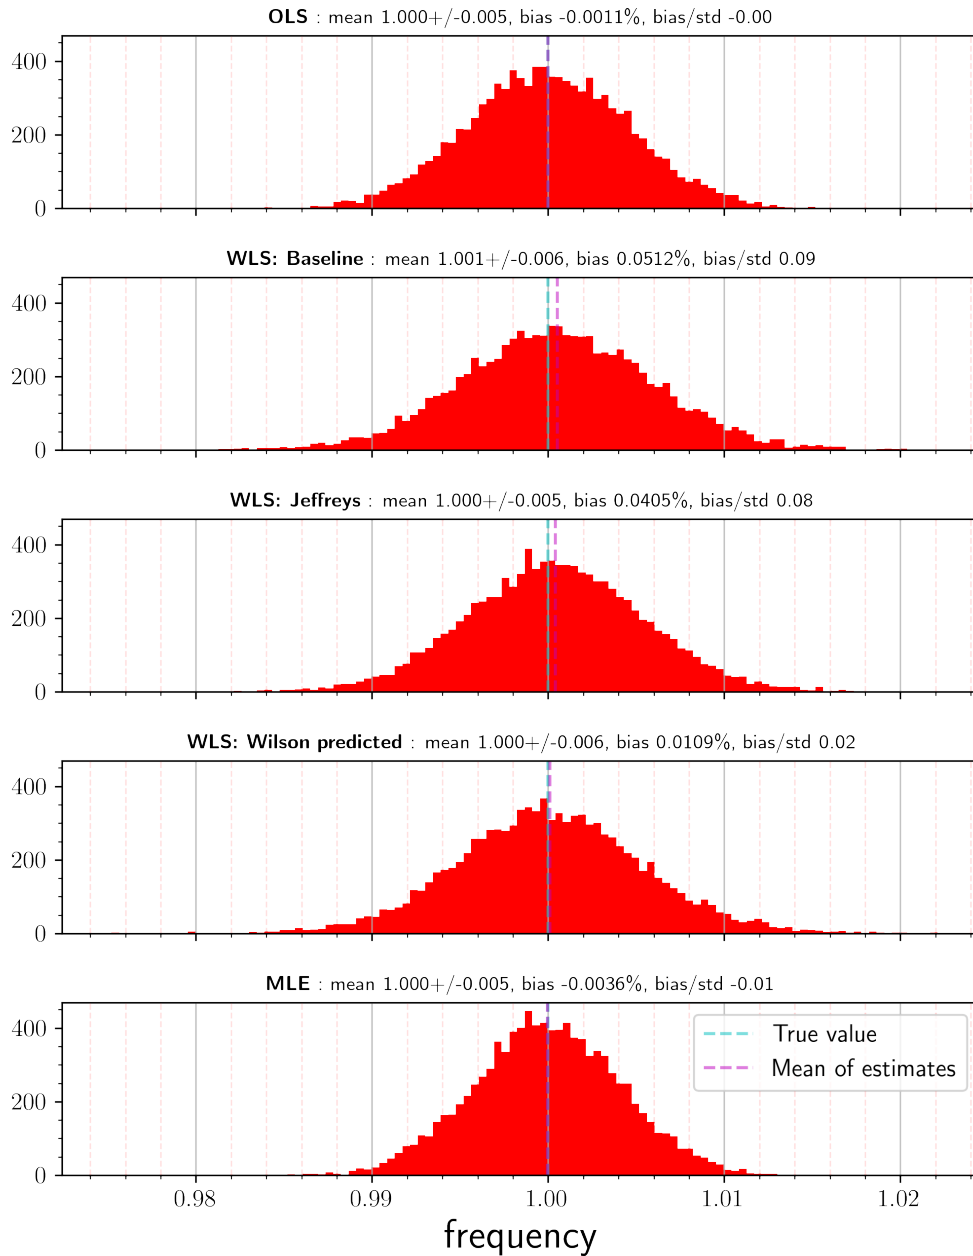 OLS : mean 1.000+/-0.005, bias -0.0011%, bias/std -0.00
400
200
0
WLS: Baseline : mean 1.001+/-0.006, bias 0.0512%, bias/std 0.09
400
200
0
WLS: Jeffreys : mean 1.000+/-0.005, bias 0.0405%, bias/std 0.08
400
200
0
WLS: Wilson predicted : mean 1.000+/-0.006, bias 0.0109%, bias/std 0.02
400
200
0
MLE : mean 1.000+/-0.005, bias -0.0036%, bias/std -0.01
400
True value
Mean of estimates
200
0
0.98 0.99 1.00 1.01 1.02
frequency